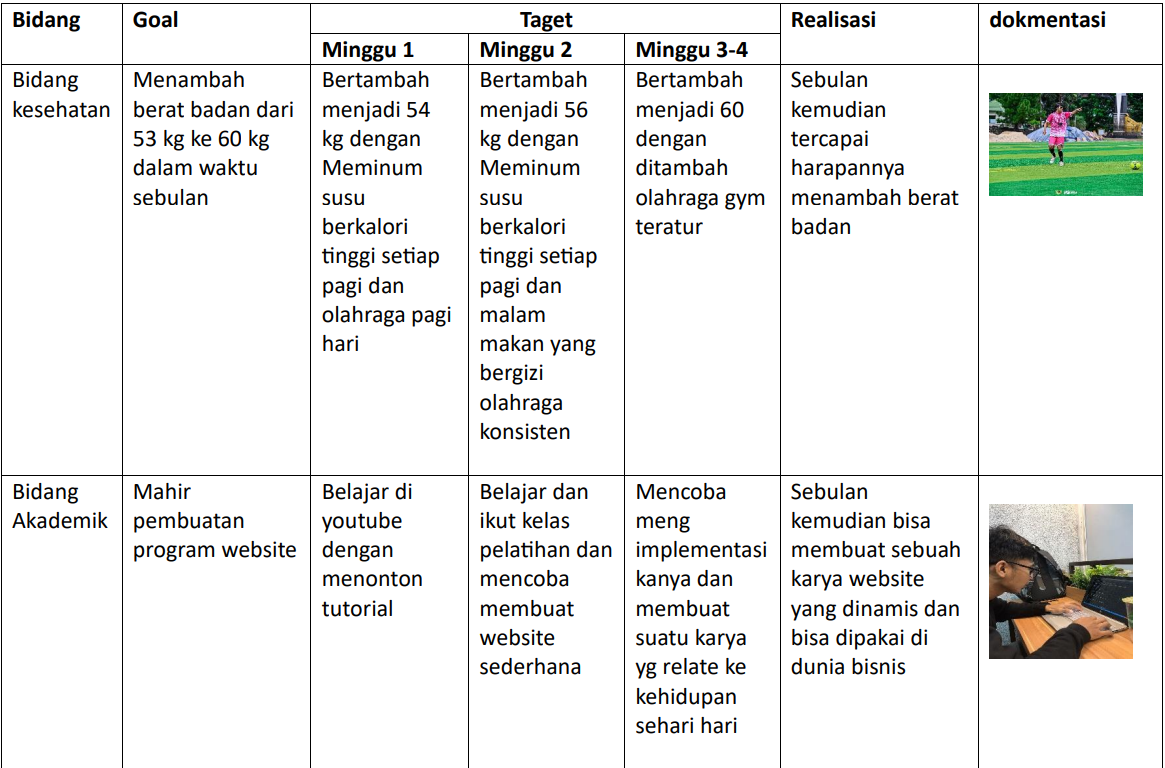 Bidang Goal Taget Realisasi dokmentasi
Minggu 1 Minggu 2 Minggu 3-4
Bidang
kesehatan
Menambah
berat badan dari
53 kg ke 60 kg
dalam waktu
sebulan
Bertambah
menjadi 54
kg dengan
Meminum
susu
berkalori
tinggi setiap
pagi dan
olahraga pagi
hari
Bertambah
menjadi 56
kg dengan
Meminum
susu
berkalori
tinggi setiap
pagi dan
malam
makan yang
bergizi
olahraga
konsisten
Bertambah
menjadi 60
dengan
ditambah
olahraga gym
teratur
Sebulan
kemudian
tercapai
harapannya
menambah berat
badan
Bidang
Akademik
Mahir
pembuatan
program website
Belajar di
youtube
dengan
menonton
tutorial
Belajar dan
ikut kelas
pelatihan dan
mencoba
membuat
website
sederhana
Mencoba
meng
implementasi
kanya dan
membuat
suatu karya
yg relate ke
kehidupan
sehari hari
Sebulan
kemudian bisa
membuat sebuah
karya website
yang dinamis dan
bisa dipakai di
dunia bisnis